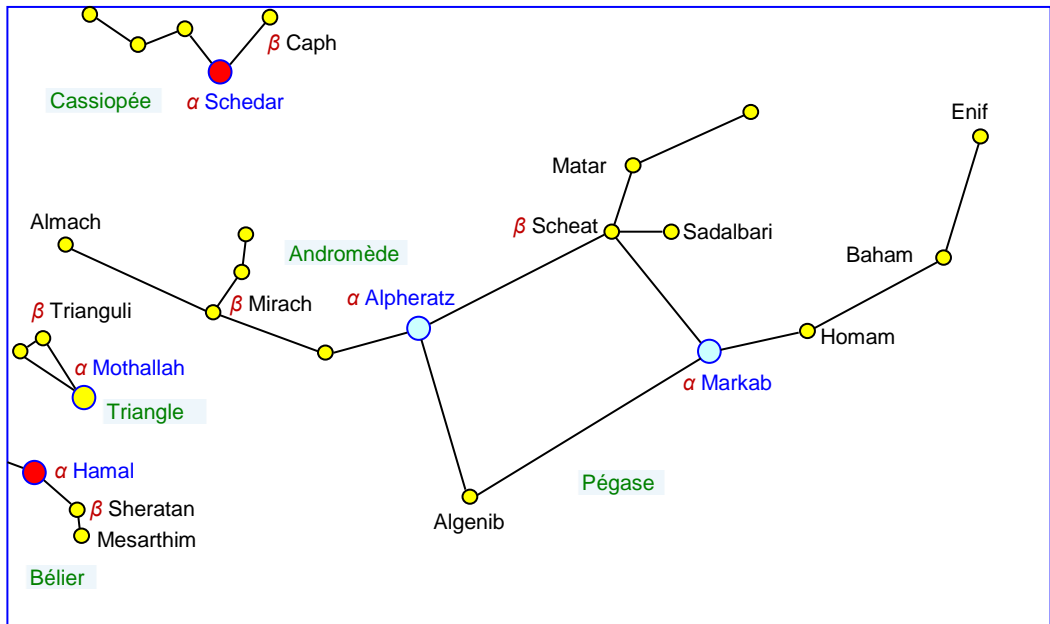 β Caph
Cassiopée
α Schedar
Enif
Matar
Almach
β Scheat
Sadalbari
Andromède
Baham
α Alpheratz
β Mirach
β Trianguli
Homam
α Mothallah
α Markab
Triangle
α Hamal
Pégase
β Sheratan
Algenib
Mesarthim
Bélier